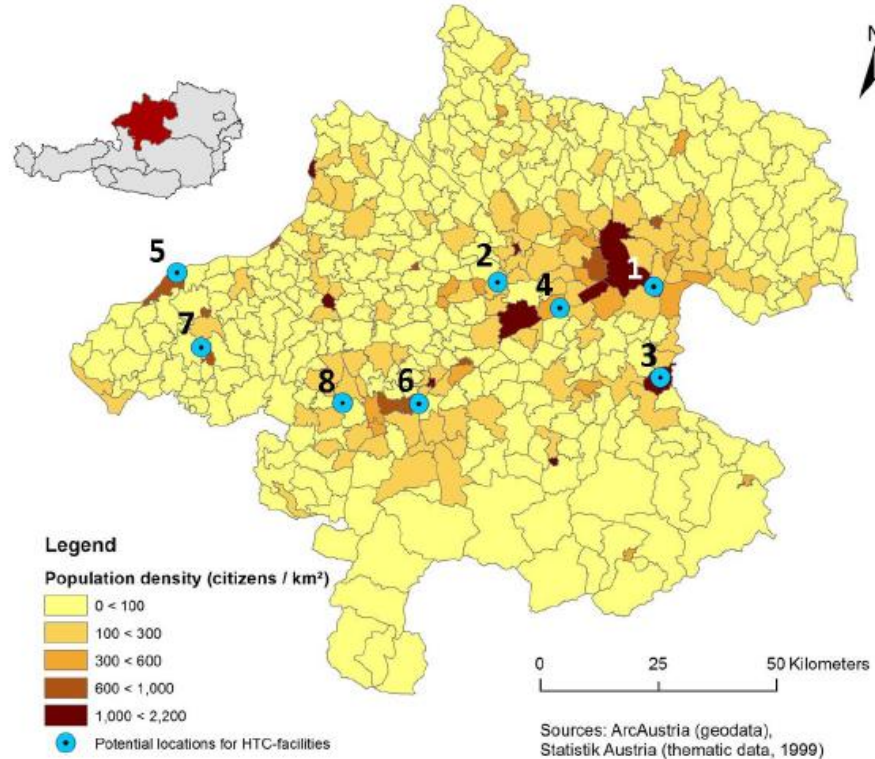 N
5
2
1
4
7
3
8
6
Legend
Population density (citizens / km²)
0 < 100
100 < 300
300 < 600
600 < 1,000
1,000 < 2,200
Potential locations for HTC-facilities
0 25 50 Kilometers
Sources: ArcAustria (geodata),
Statistik Austria (thematic data, 1999)